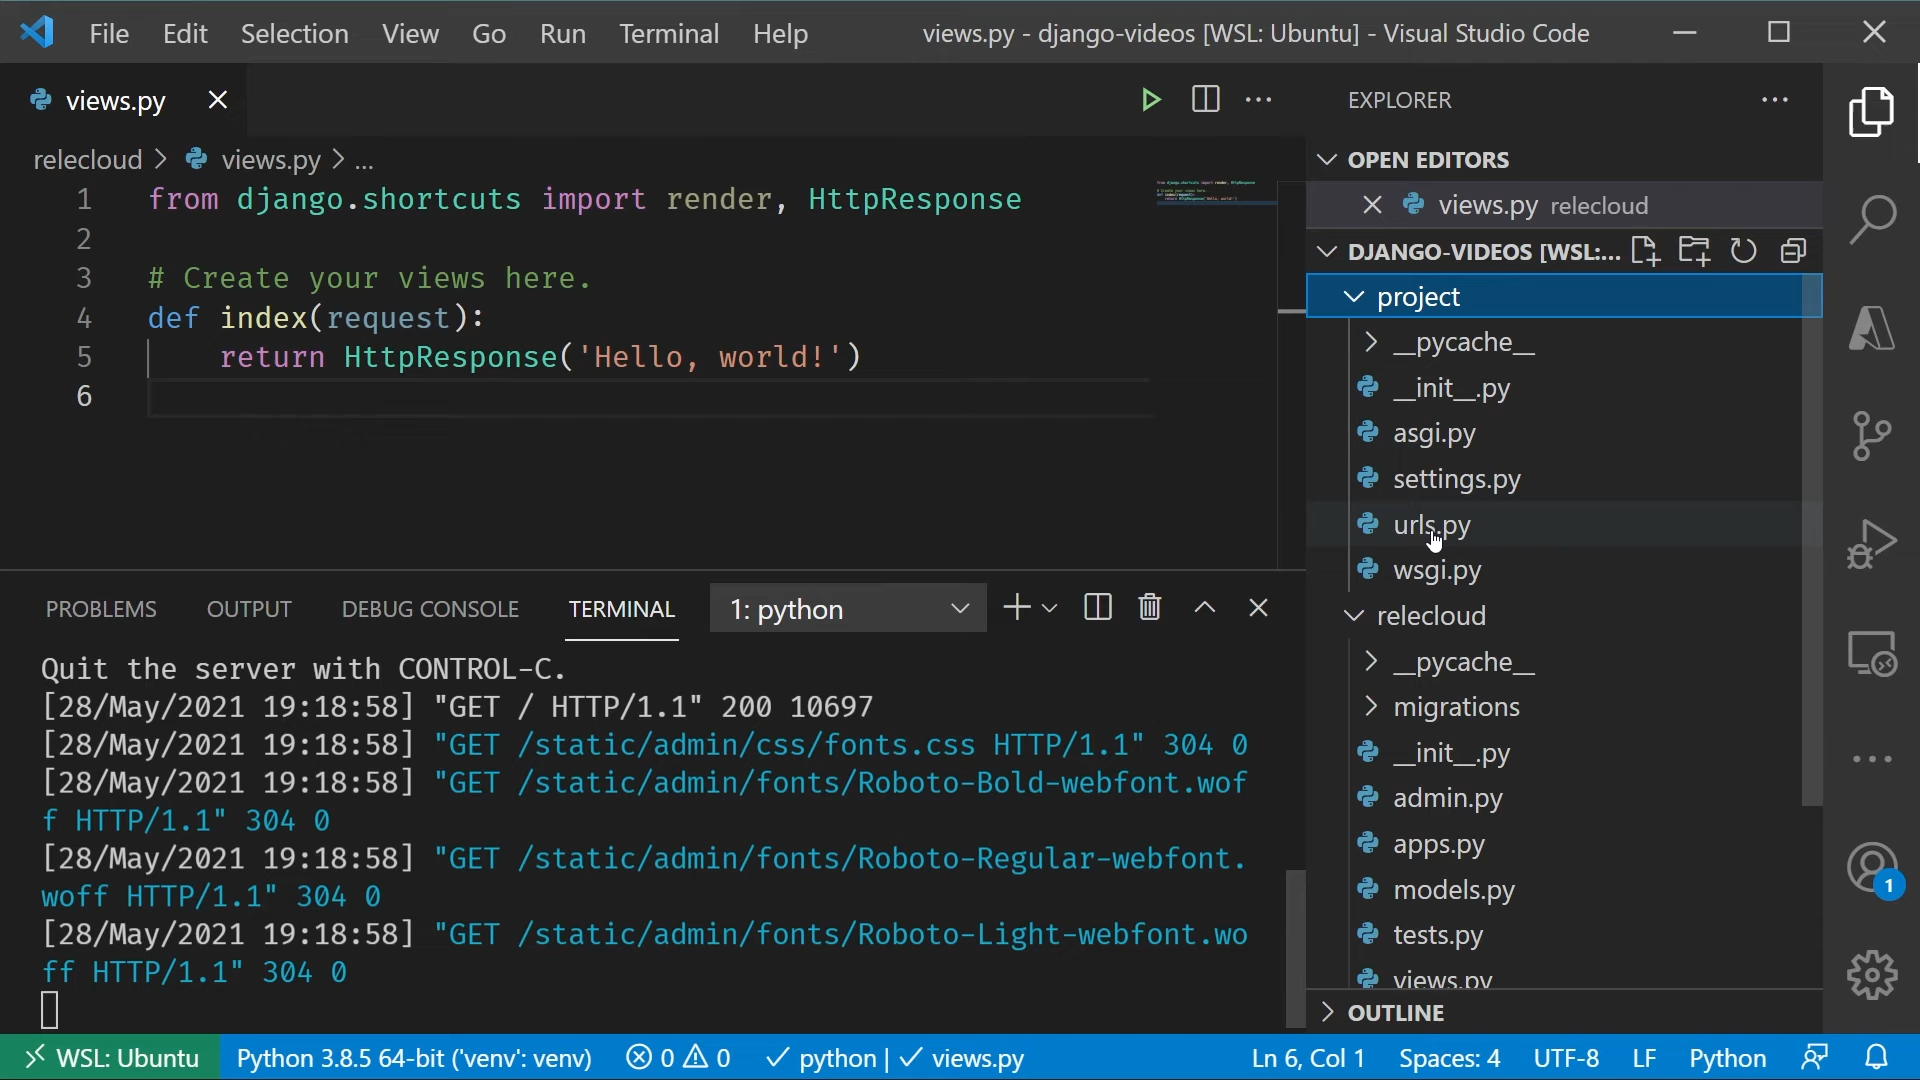 File Edit Selection View Go Run Terminal Help views.py - django-videos [WSL: Ubuntu] - Visual Studio Code
views.py
relecloud > views.py > ...
1 from django.shortcuts import render, HttpResponse
2
3 # Create your views here.
4 def index(request):
5 return HttpResponse('Hello, world!')
6
PROBLEMS OUTPUT DEBUG CONSOLE TERMINAL 1: python
Quit the server with CONTROL-C.
[28/May/2021 19:18:58] "GET / HTTP/1.1" 200 10697
[28/May/2021 19:18:58] "GET /static/admin/css/fonts.css HTTP/1.1" 304 0
[28/May/2021 19:18:58] "GET /static/admin/fonts/Roboto-Bold-webfont.wof
f HTTP/1.1" 304 0
[28/May/2021 19:18:58] "GET /static/admin/fonts/Roboto-Regular-webfont.
woff HTTP/1.1" 304 0
[28/May/2021 19:18:58] "GET /static/admin/fonts/Roboto-Light-webfont.wo
ff HTTP/1.1" 304 0
EXPLORER
OPEN EDITORS
views.py relecloud
DJANGO-VIDEOS [WSL:...
project
__pycache__
__init__.py
asgi.py
settings.py
urls.py
wsgi.py
relecloud
__pycache__
migrations
__init__.py
admin.py
apps.py
models.py
tests.py
views.py
OUTLINE
1
WSL: Ubuntu Python 3.8.5 64-bit ('venv': venv) 0 0 python | views.py Ln 6, Col 1 Spaces: 4 UTF-8 LF Python